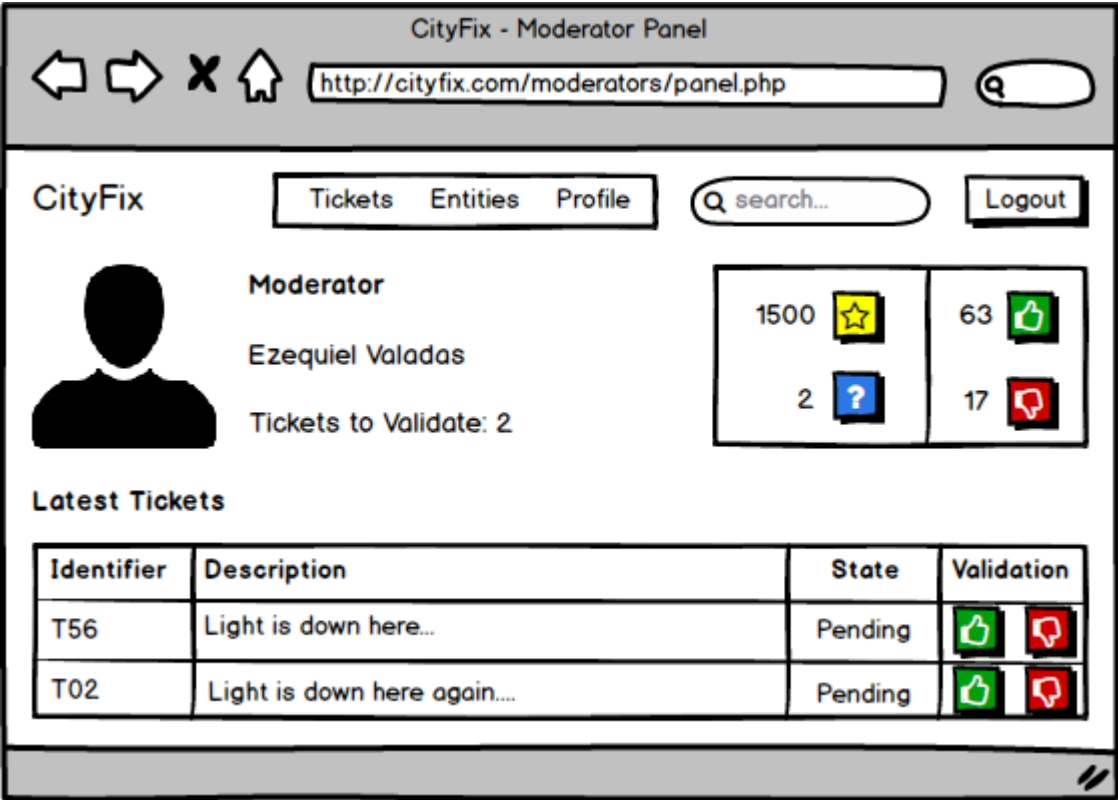 CityFix - Moderator Panel
http://cityfix.com/moderators/panel.php
CityFix Tickets Entities Profile search... Logout
Moderator
1500 63
Ezequiel Valadas
2 ? 17
Tickets to Validate: 2
Latest Tickets
Identifier Description State Validation
T56 Light is down here... Pending
T02 Light is down here again.... Pending